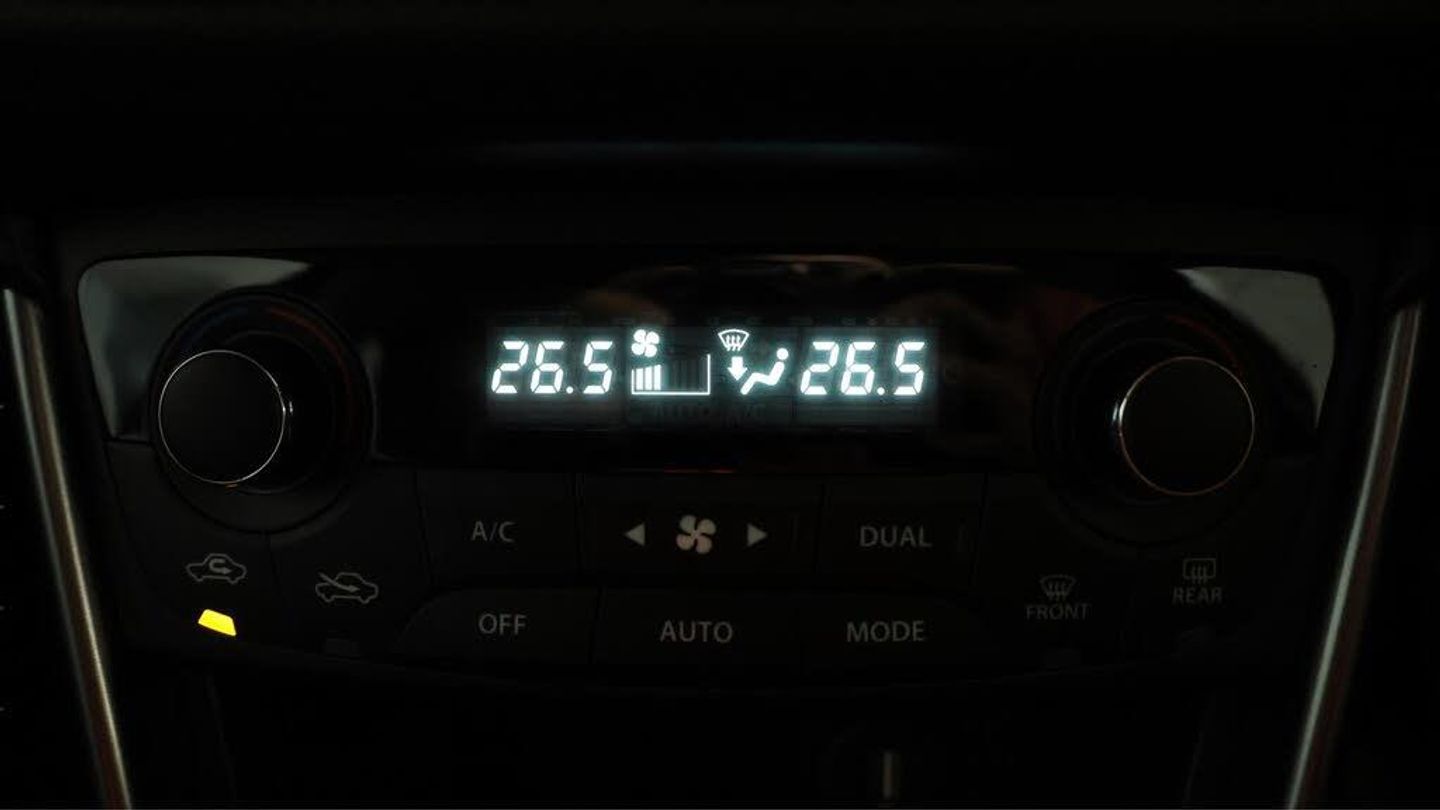 26.5 26.5
A/C DUAL
OFF AUTO MODE FRONT REAR